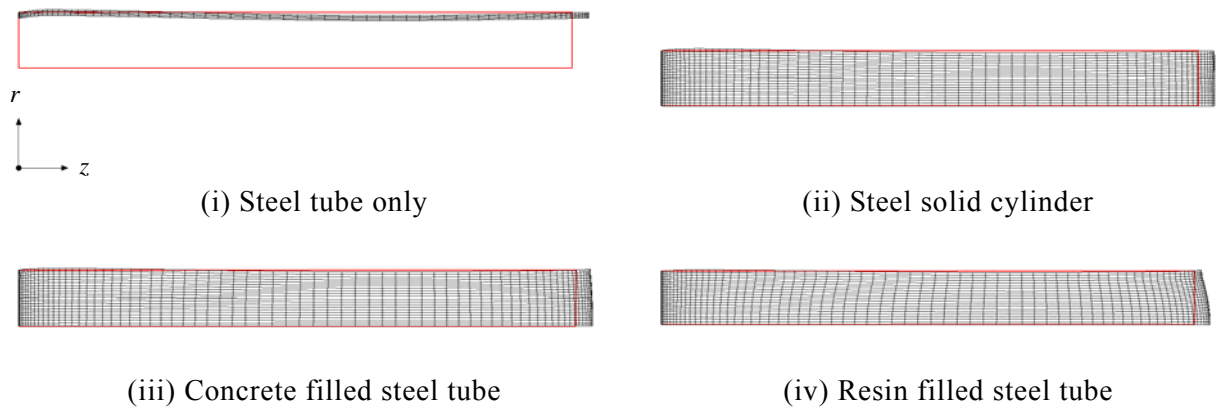 r
z
(i) Steel tube only
(ii) Steel solid cylinder
(iii) Concrete filled steel tube
(iv) Resin filled steel tube